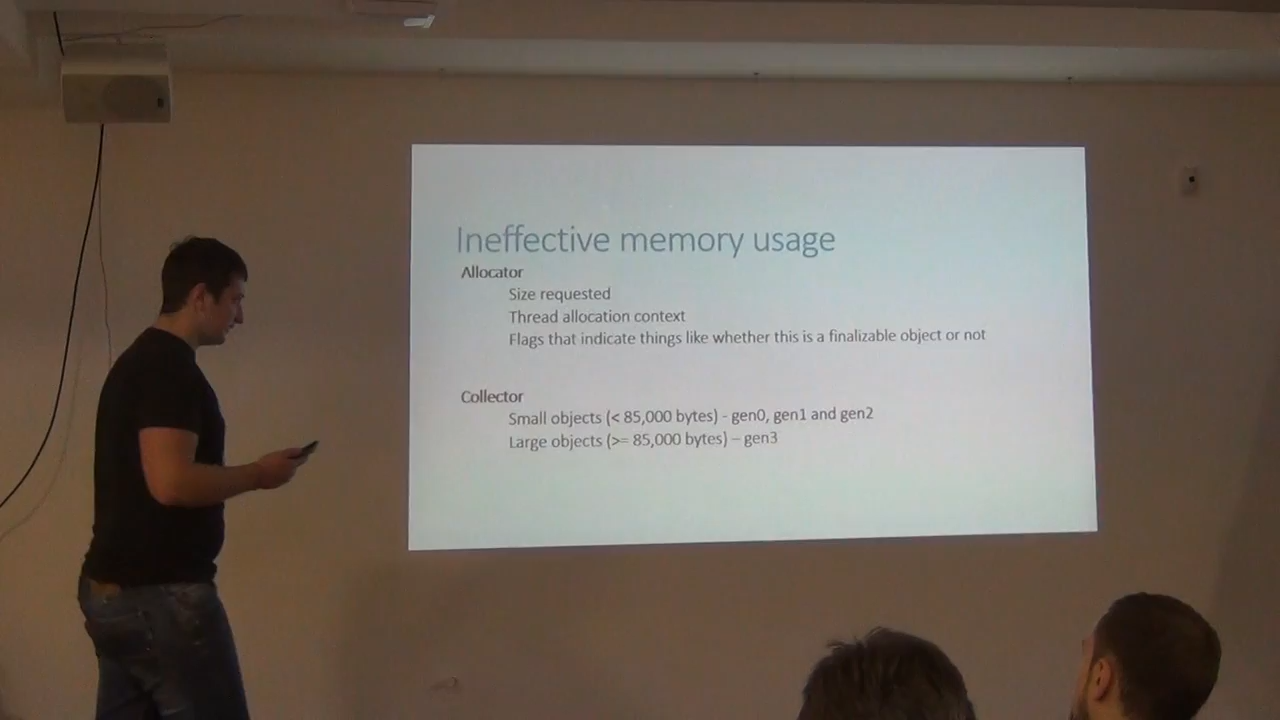 Ineffective memory usage
Allocator
Size requested
Thread allocation context
Flags that indicate things like whether this is a finalizable object or not
Collector
Small objects (< 85,000 bytes) - gen0, gen1 and gen2
Large objects (>= 85,000 bytes) – gen3